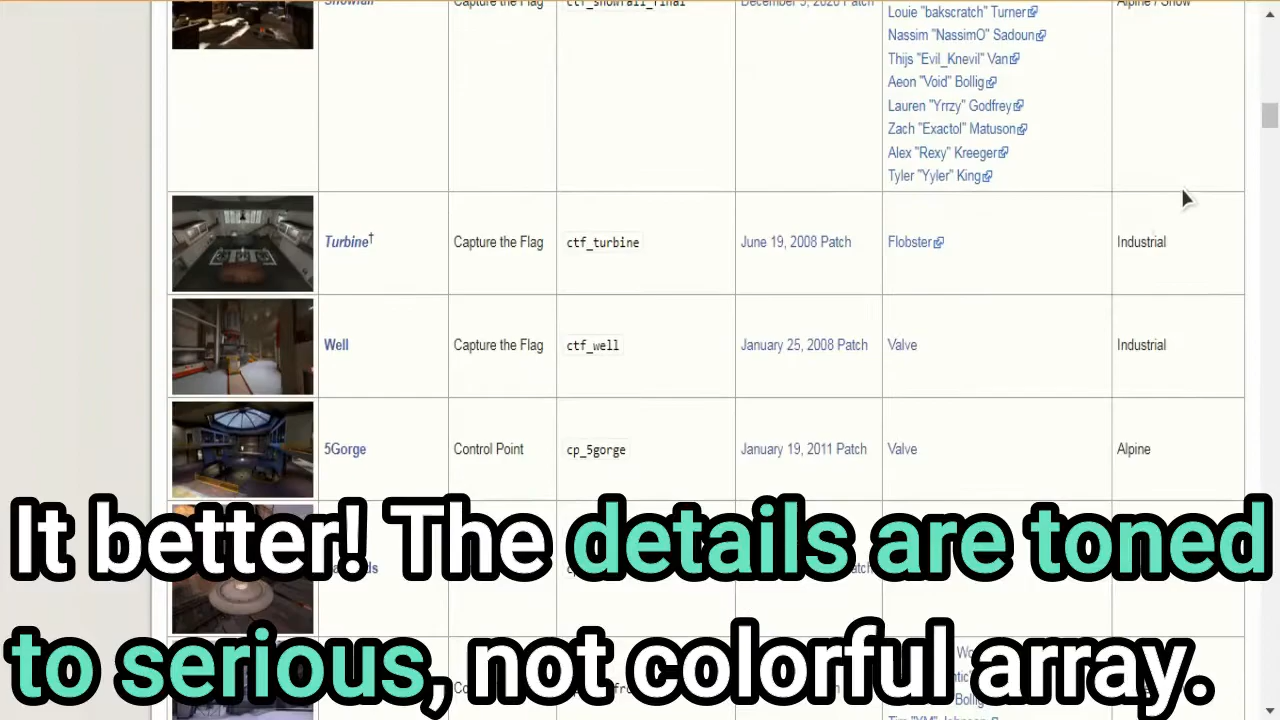 Snowfall Capture the Flag ctf_snowfall_final December 3, 2020 Patch Alpine / Snow
Louie "bakscratch" Turner
Nassim "NassimO" Sadoun
Thijs "Evil_Knevil" Van
Aeon "Void" Bollig
Lauren "Yrrzy" Godfrey
Zach "Exactol" Matuson
Alex "Rexy" Kreeger
Tyler "Yyler" King
Turbine† Capture the Flag ctf_turbine June 19, 2008 Patch Flobster Industrial
Well Capture the Flag ctf_well January 25, 2008 Patch Valve Industrial
5Gorge Control Point cp_5gorge January 19, 2011 Patch Valve Alpine
It better! The details are toned
to serious, not colorful array.